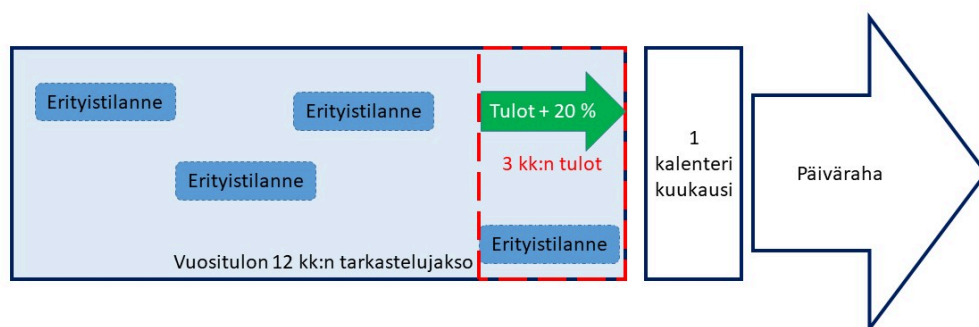 Erityistilanne
Erityistilanne
Erityistilanne
Tulot + 20 %
3 kk:n tulot
Erityistilanne
Vuositulon 12 kk:n tarkastelujakso
1
kalenteri
kuukausi
Päiväraha